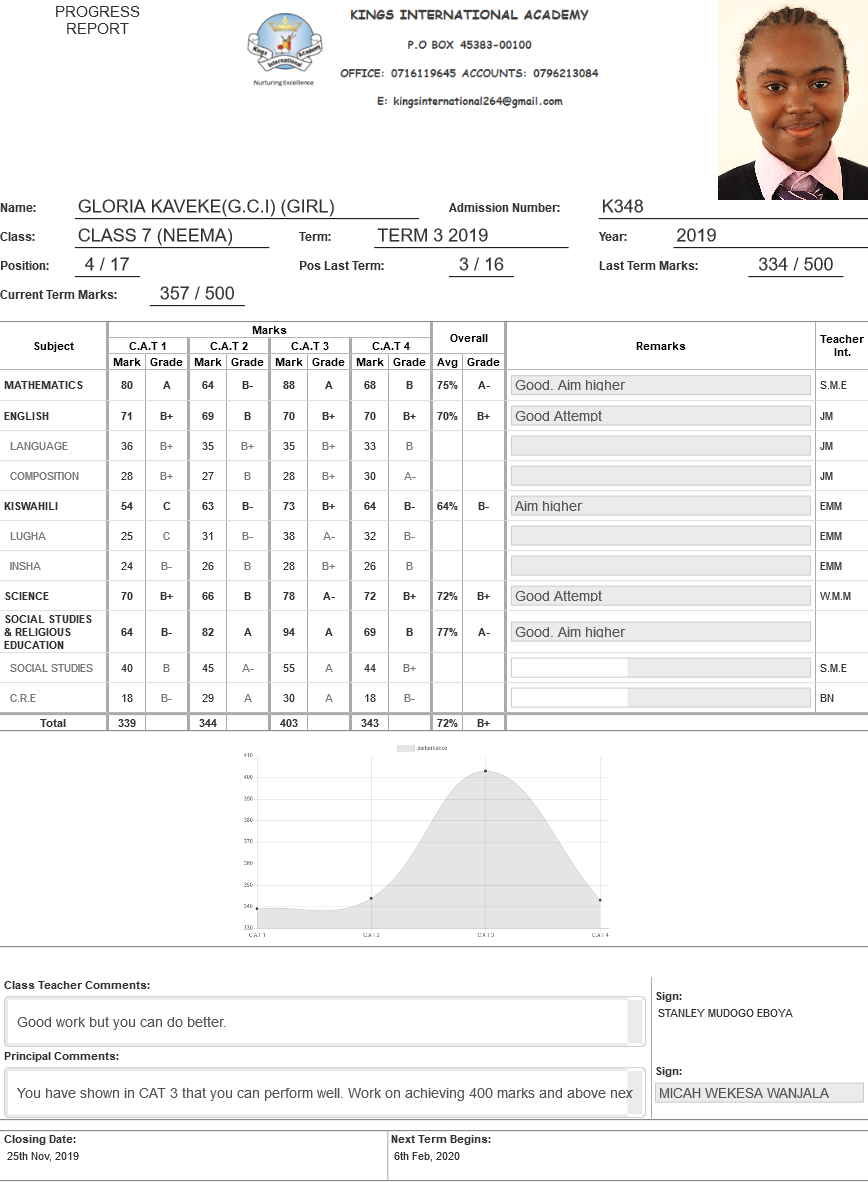 PROGRESS
REPORT
Kings International Academy
Nurturing Excellence
KINGS INTERNATIONAL ACADEMY
P.O BOX 45383-00100
OFFICE: 0716119645 ACCOUNTS: 0796213084
E: kingsinternational264@gmail.com
Name: GLORIA KAVEKE(G.C.I) (GIRL) Admission Number: K348
Class: CLASS 7 (NEEMA) Term: TERM 3 2019 Year: 2019
Position: 4 / 17 Pos Last Term: 3 / 16 Last Term Marks: 334 / 500
Current Term Marks: 357 / 500
Subject Marks Overall Remarks Teacher Int.
C.A.T 1 C.A.T 2 C.A.T 3 C.A.T 4
Mark Grade Mark Grade Mark Grade Mark Grade Avg Grade
MATHEMATICS 80 A 64 B- 88 A 68 B 75% A- Good. Aim higher S.M.E
ENGLISH 71 B+ 69 B 70 B+ 70 B+ 70% B+ Good Attempt JM
LANGUAGE 36 B+ 35 B+ 35 B+ 33 B JM
COMPOSITION 28 B+ 27 B 28 B+ 30 A- JM
KISWAHILI 54 C 63 B- 73 B+ 64 B- 64% B- Aim higher EMM
LUGHA 25 C 31 B- 38 A- 32 B- EMM
INSHA 24 B- 26 B 28 B+ 26 B EMM
SCIENCE 70 B+ 66 B 78 A- 72 B+ 72% B+ Good Attempt W.M.M
SOCIAL STUDIES
& RELIGIOUS
EDUCATION 64 B- 82 A 94 A 69 B 77% A- Good. Aim higher
SOCIAL STUDIES 40 B 45 A- 55 A 44 B+ S.M.E
C.R.E 18 B- 29 A 30 A 18 B- BN
Total 339 344 403 343 72% B+
performance
410
400
390
380
370
360
350
340
330
CAT 1 CAT 2 CAT 3 CAT 4
Class Teacher Comments:
Good work but you can do better.
Sign:
STANLEY MUDOGO EBOYA
Principal Comments:
You have shown in CAT 3 that you can perform well. Work on achieving 400 marks and above nex
Sign:
MICAH WEKESA WANJALA
Closing Date:
25th Nov, 2019
Next Term Begins:
6th Feb, 2020